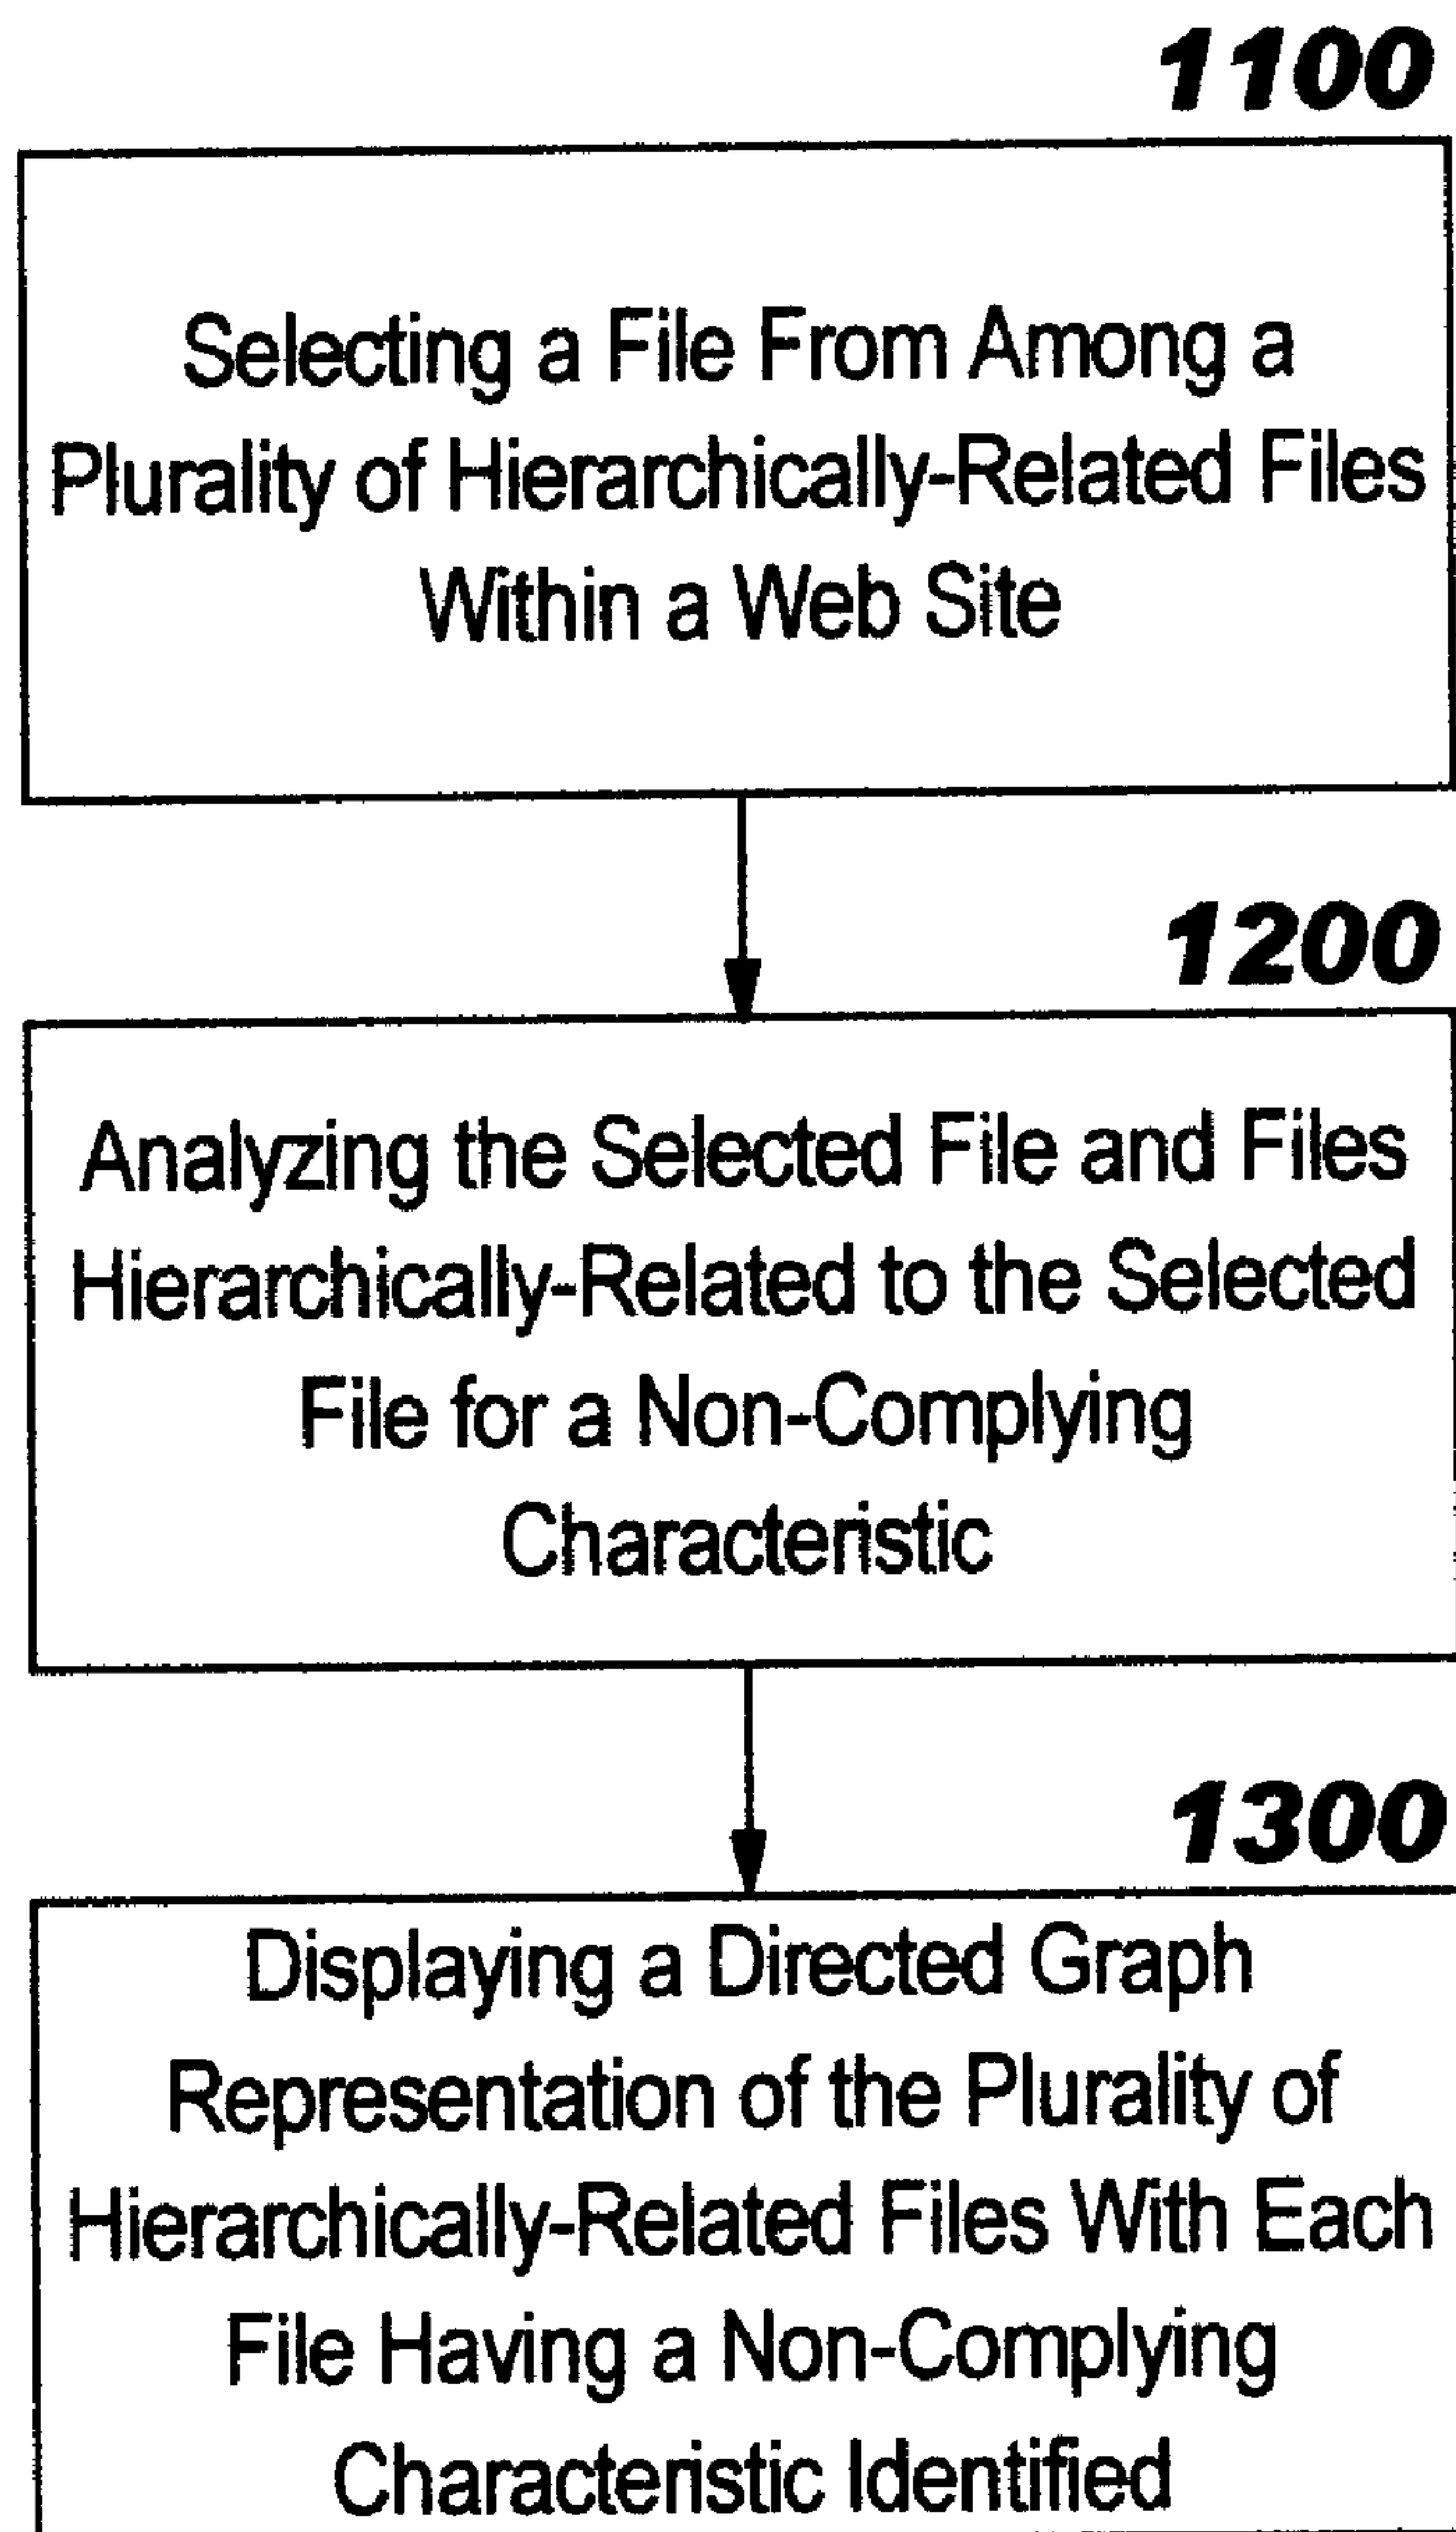 1100
Selecting a File From Among a
Plurality of Hierarchically-Related Files
Within a Web Site
1200
Analyzing the Selected File and Files
Hierarchically-Related to the Selected
File for a Non-Complying
Characteristic
1300
Displaying a Directed Graph
Representation of the Plurality of
Hierarchically-Related Files With Each
File Having a Non-Complying
Characteristic Identified